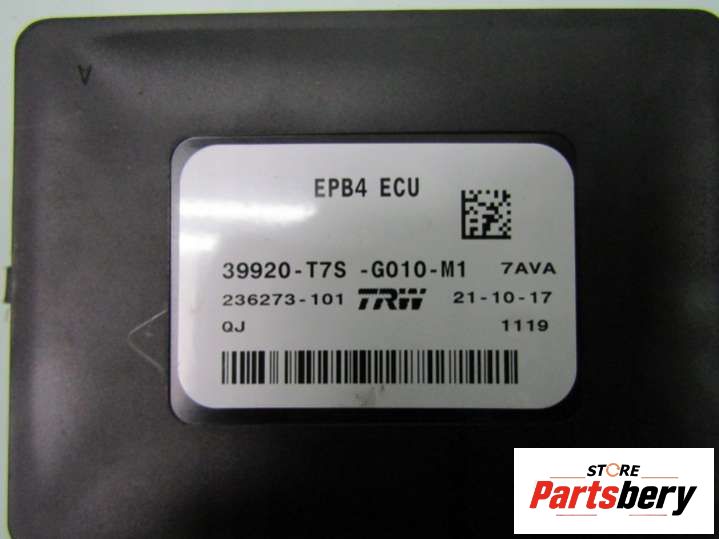 A
EPB4 ECU
39920-T7S -G010-M1 7AVA
236273-101 TRW 21-10-17
QJ 1119
STORE
Partsbery